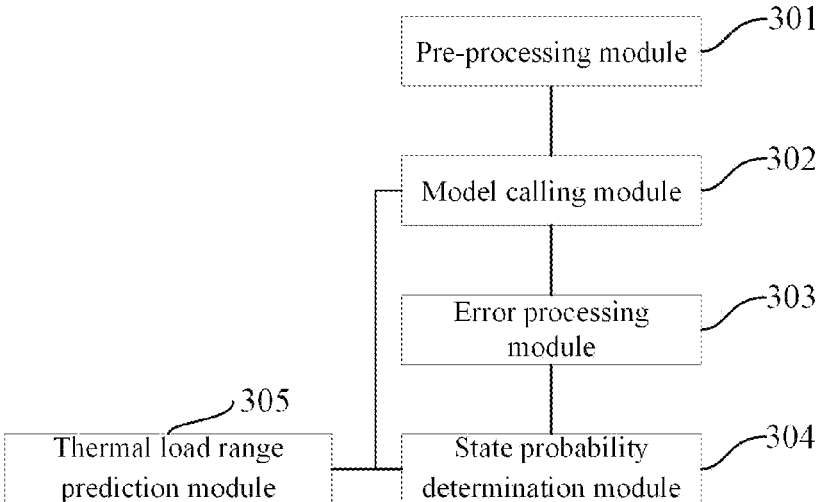 301
Pre-processing module
302
Model calling module
303
Error processing
module
305
304
Thermal load range
prediction module
State probability
determination module